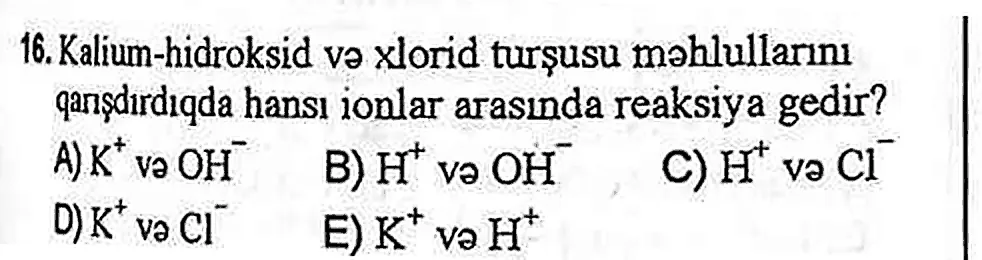 16. Kalium-hidroksid və xlorid turşusu məhlullarını
qarışdırdıqda hansı ionlar arasında reaksiya gedir?
A) K⁺ və OH⁻ B) H⁺ və OH⁻ C) H⁺ və Cl⁻
D) K⁺ və Cl⁻ E) K⁺ və H⁺